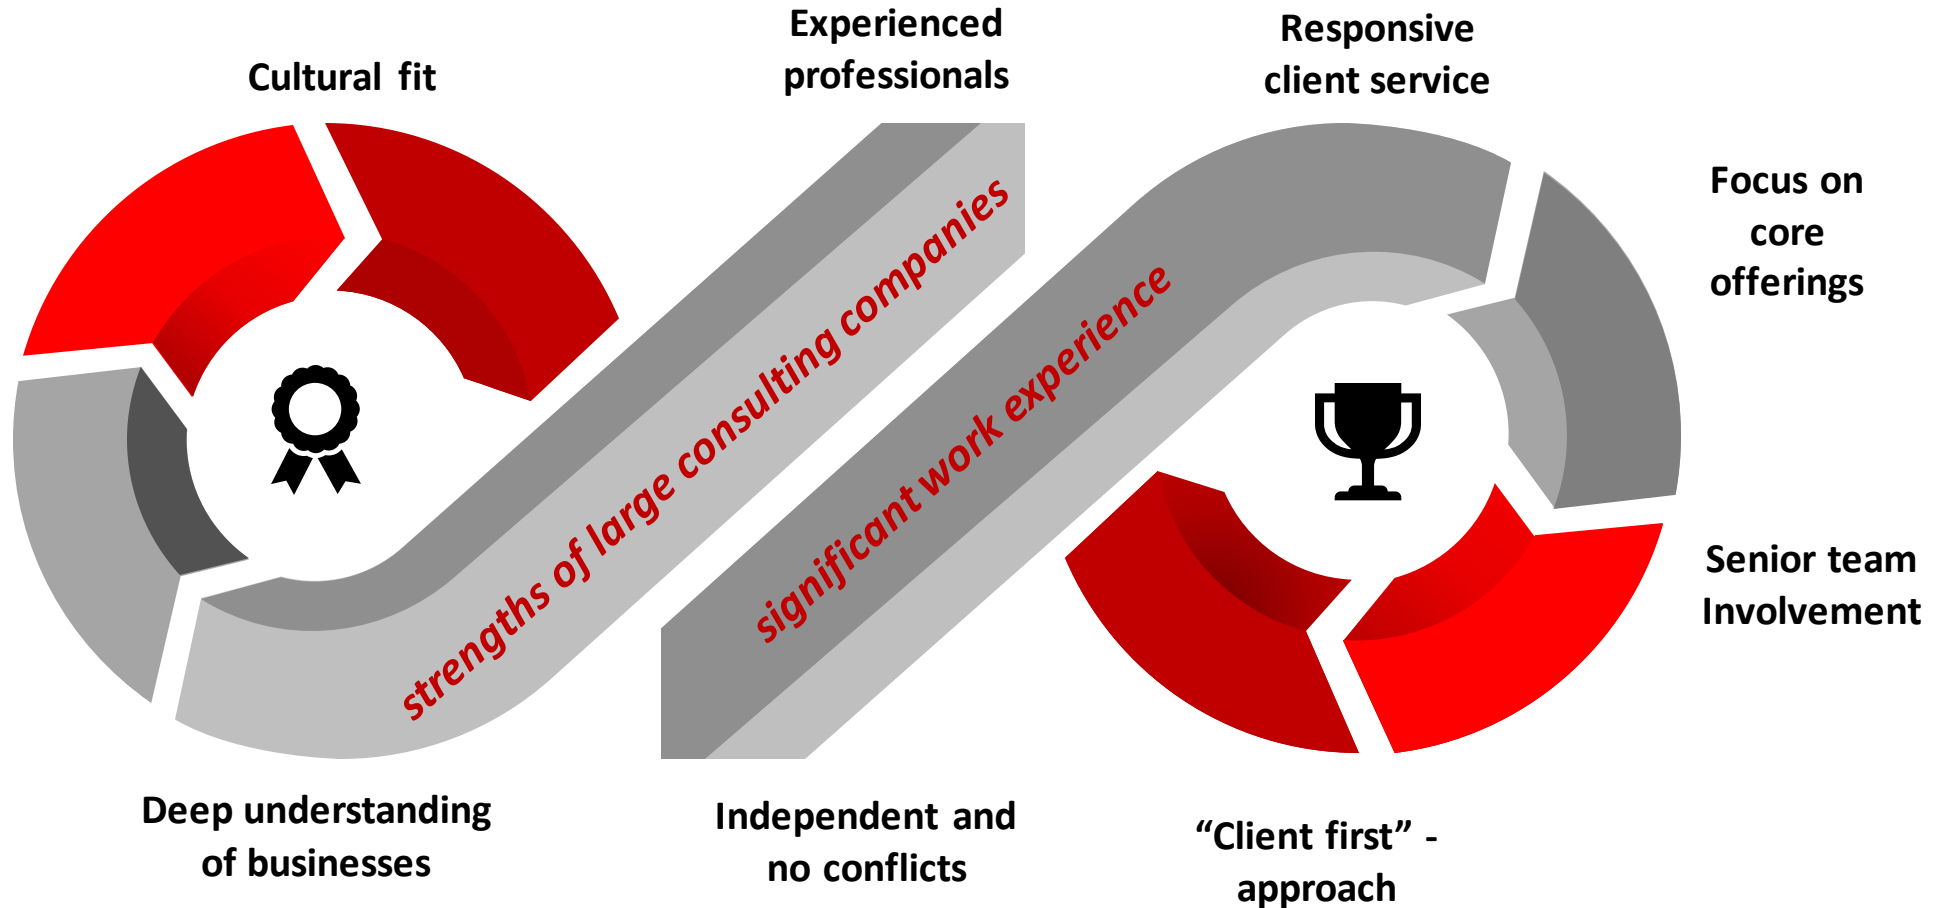 Cultural fit
Experienced
professionals
Responsive
client service
Focus on
core
offerings
strengths of large consulting companies
significant work experience
Senior team
Involvement
Deep understanding
of businesses
Independent and
no conflicts
“Client first” -
approach